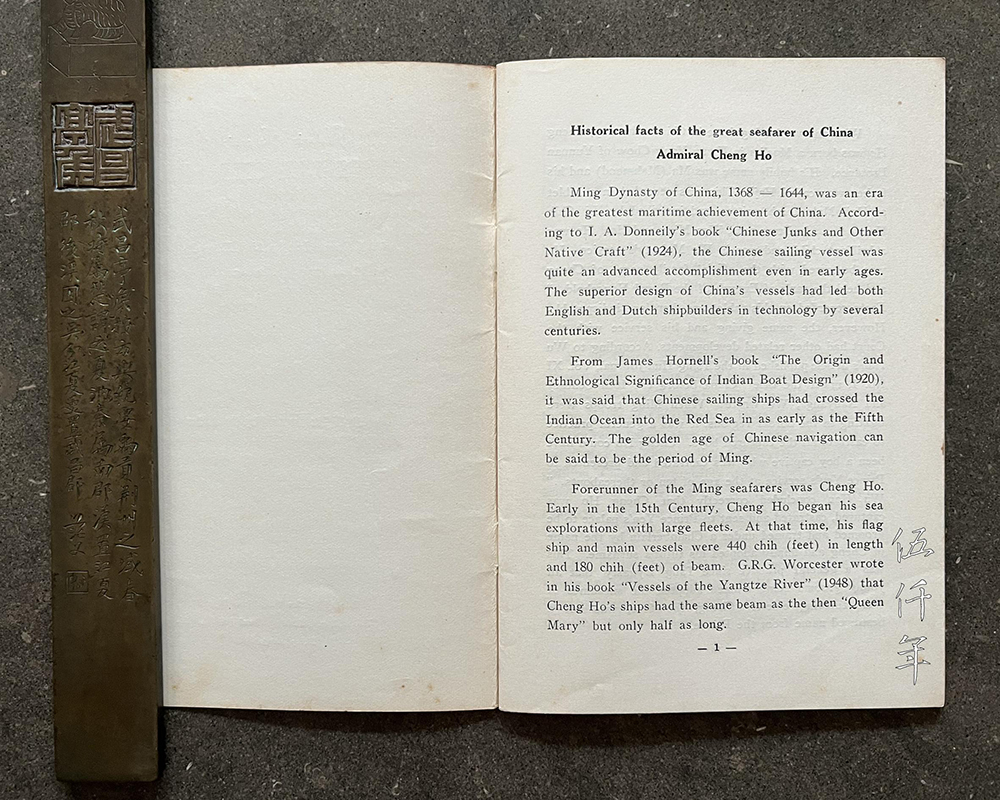 Historical facts of the great seafarer of China
Admiral Cheng Ho
Ming Dynasty of China, 1368 — 1644, was an era
of the greatest maritime achievement of China. Accord-
ing to I. A. Donneily's book “Chinese Junks and Other
Native Craft” (1924), the Chinese sailing vessel was
quite an advanced accomplishment even in early ages.
The superior design of China's vessels had led both
English and Dutch shipbuilders in technology by several
centuries.
From James Hornell's book “The Origin and
Ethnological Significance of Indian Boat Design” (1920),
it was said that Chinese sailing ships had crossed the
Indian Ocean into the Red Sea in as early as the Fifth
Century. The golden age of Chinese navigation can
be said to be the period of Ming.
Forerunner of the Ming seafarers was Cheng Ho.
Early in the 15th Century, Cheng Ho began his sea
explorations with large fleets. At that time, his flag
ship and main vessels were 440 chih (feet) in length
and 180 chih (feet) of beam. G.R.G. Worcester wrote
in his book “Vessels of the Yangtze River” (1948) that
Cheng Ho's ships had the same beam as the then “Queen
Mary” but only half as long.
— 1 —
伍仟年